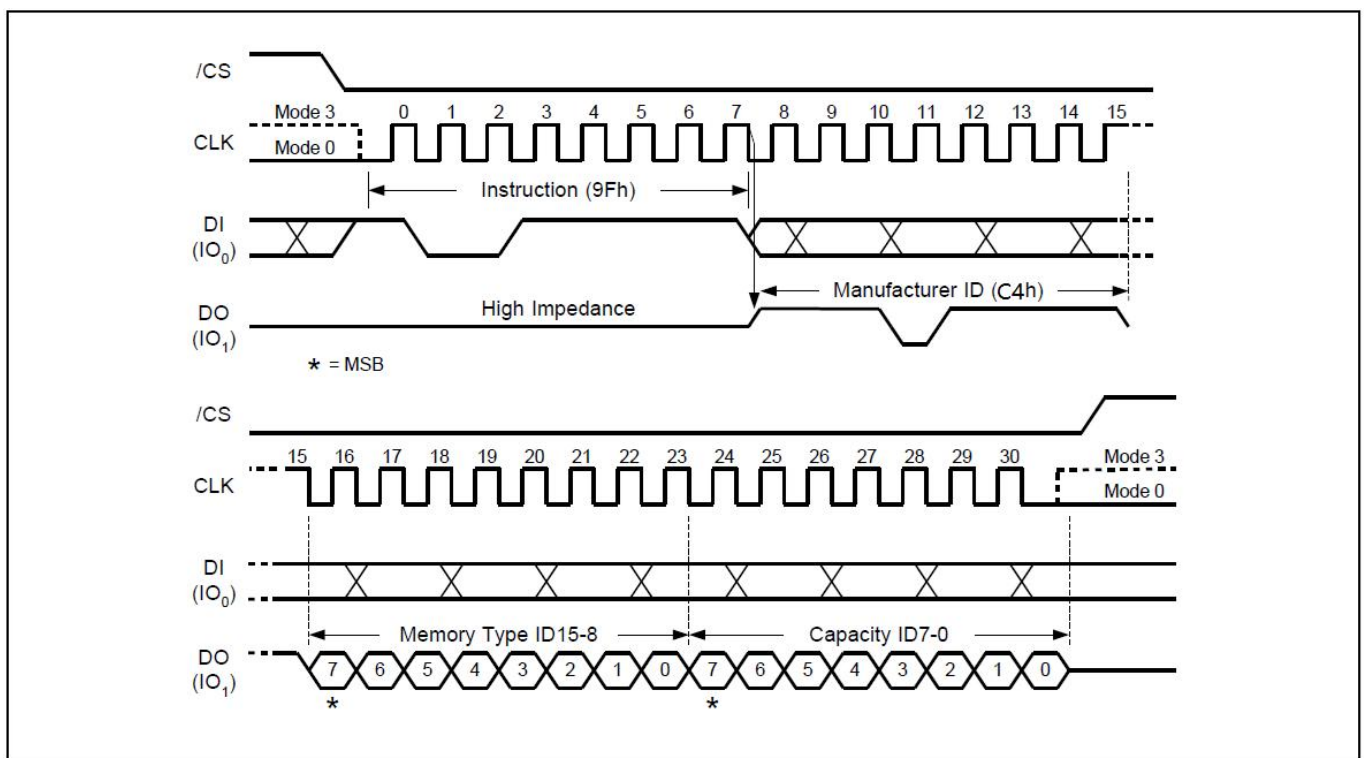 /CS
Mode 3
0 1 2 3 4 5 6 7 8 9 10 11 12 13 14 15
CLK
Mode 0
Instruction (9Fh)
DI
(IO0)
Manufacturer ID (C4h)
High Impedance
DO
(IO1)
* = MSB
/CS
15 16 17 18 19 20 21 22 23 24 25 26 27 28 29 30
Mode 3
CLK
Mode 0
DI
(IO0)
Memory Type ID15-8
Capacity ID7-0
DO
(IO1)
7 6 5 4 3 2 1 0 7 6 5 4 3 2 1 0
* *